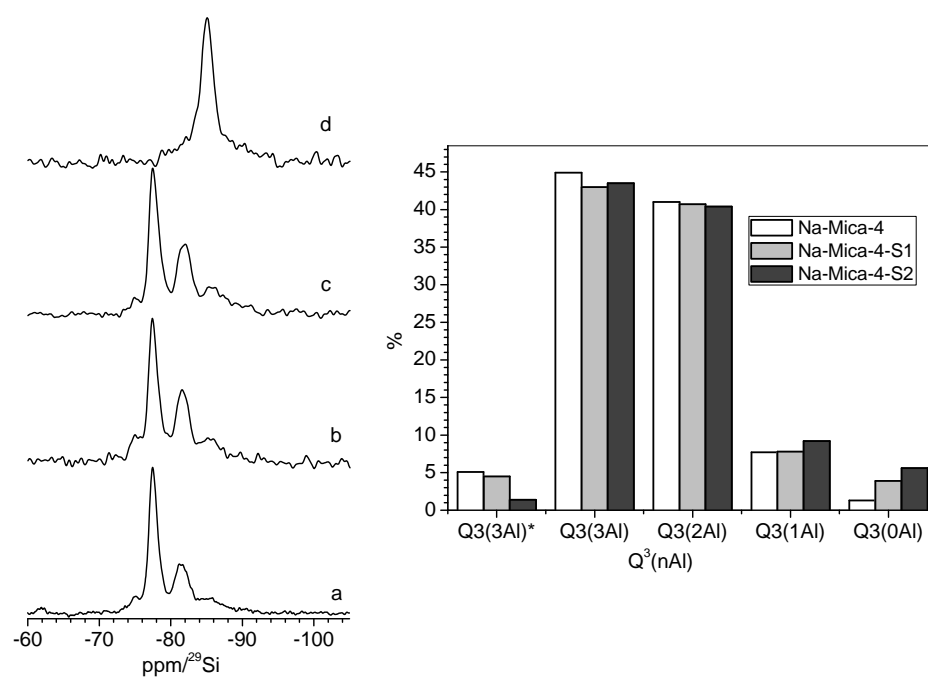 d
c
b
a
-60 -70 -80 -90 -100
ppm/²⁹Si
45
40
35
30
25
20
15
10
5
0
%
Na-Mica-4
Na-Mica-4-S1
Na-Mica-4-S2
Q3(3Al)* Q3(3Al) Q3(2Al) Q3(1Al) Q3(0Al)
Q³(nAl)